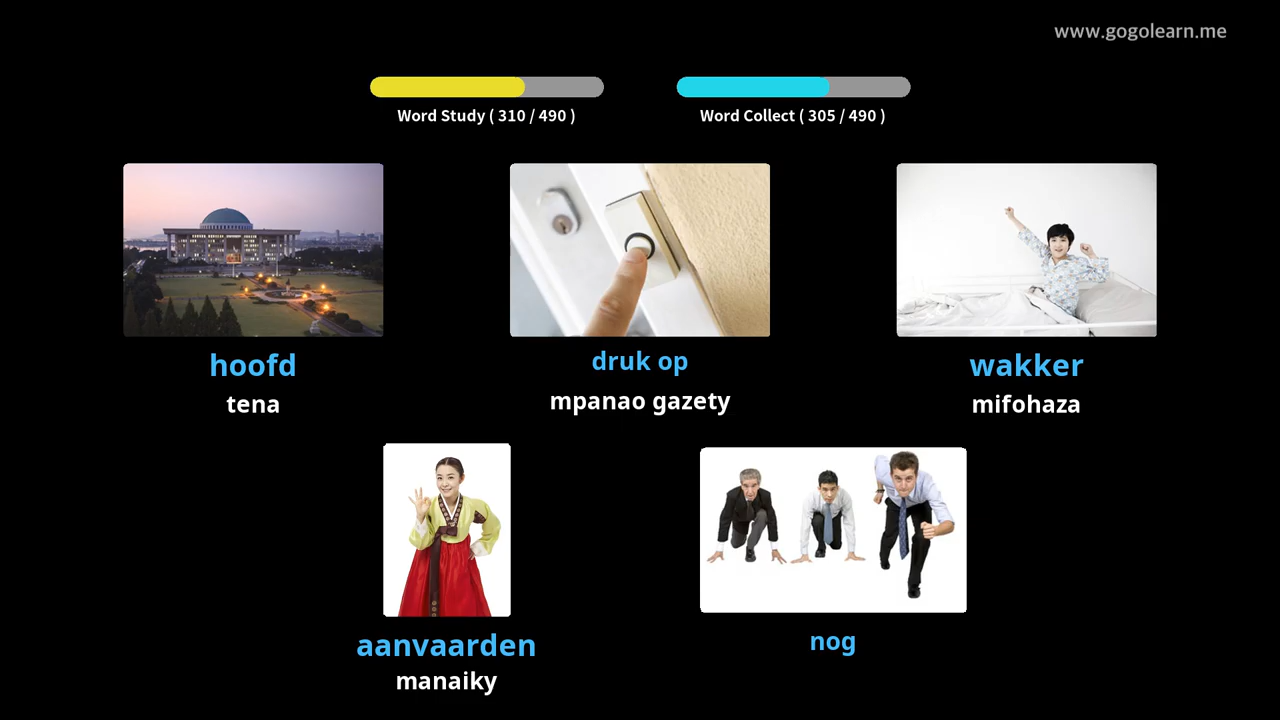 www.gogolearn.me
Word Study ( 310 / 490 )
Word Collect ( 305 / 490 )
hoofd
tena
druk op
mpanao gazety
wakker
mifohaza
aanvaarden
manaiky
nog